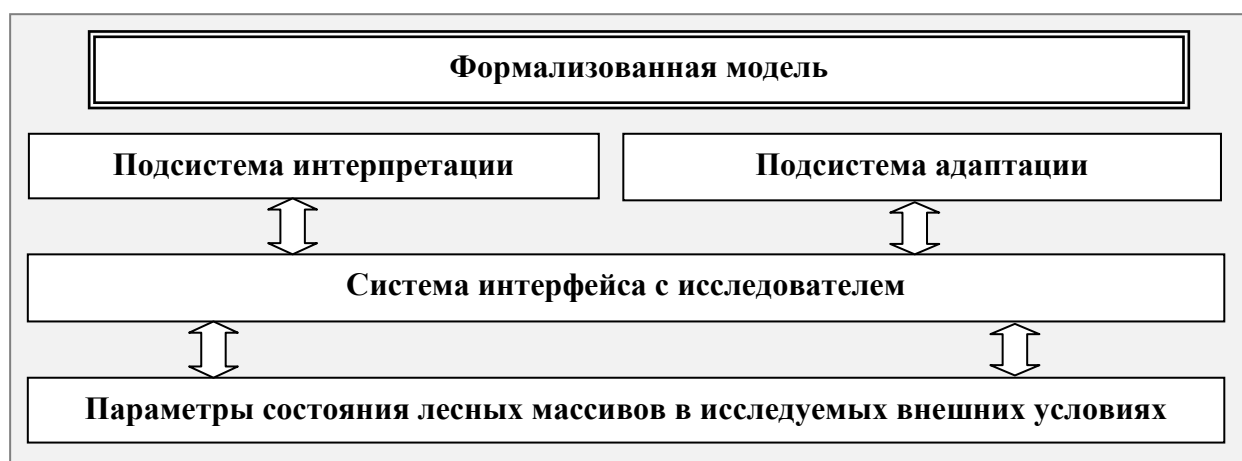 Формализованная модель
Подсистема интерпретации
Подсистема адаптации
Система интерфейса с исследователем
Параметры состояния лесных массивов в исследуемых внешних условиях